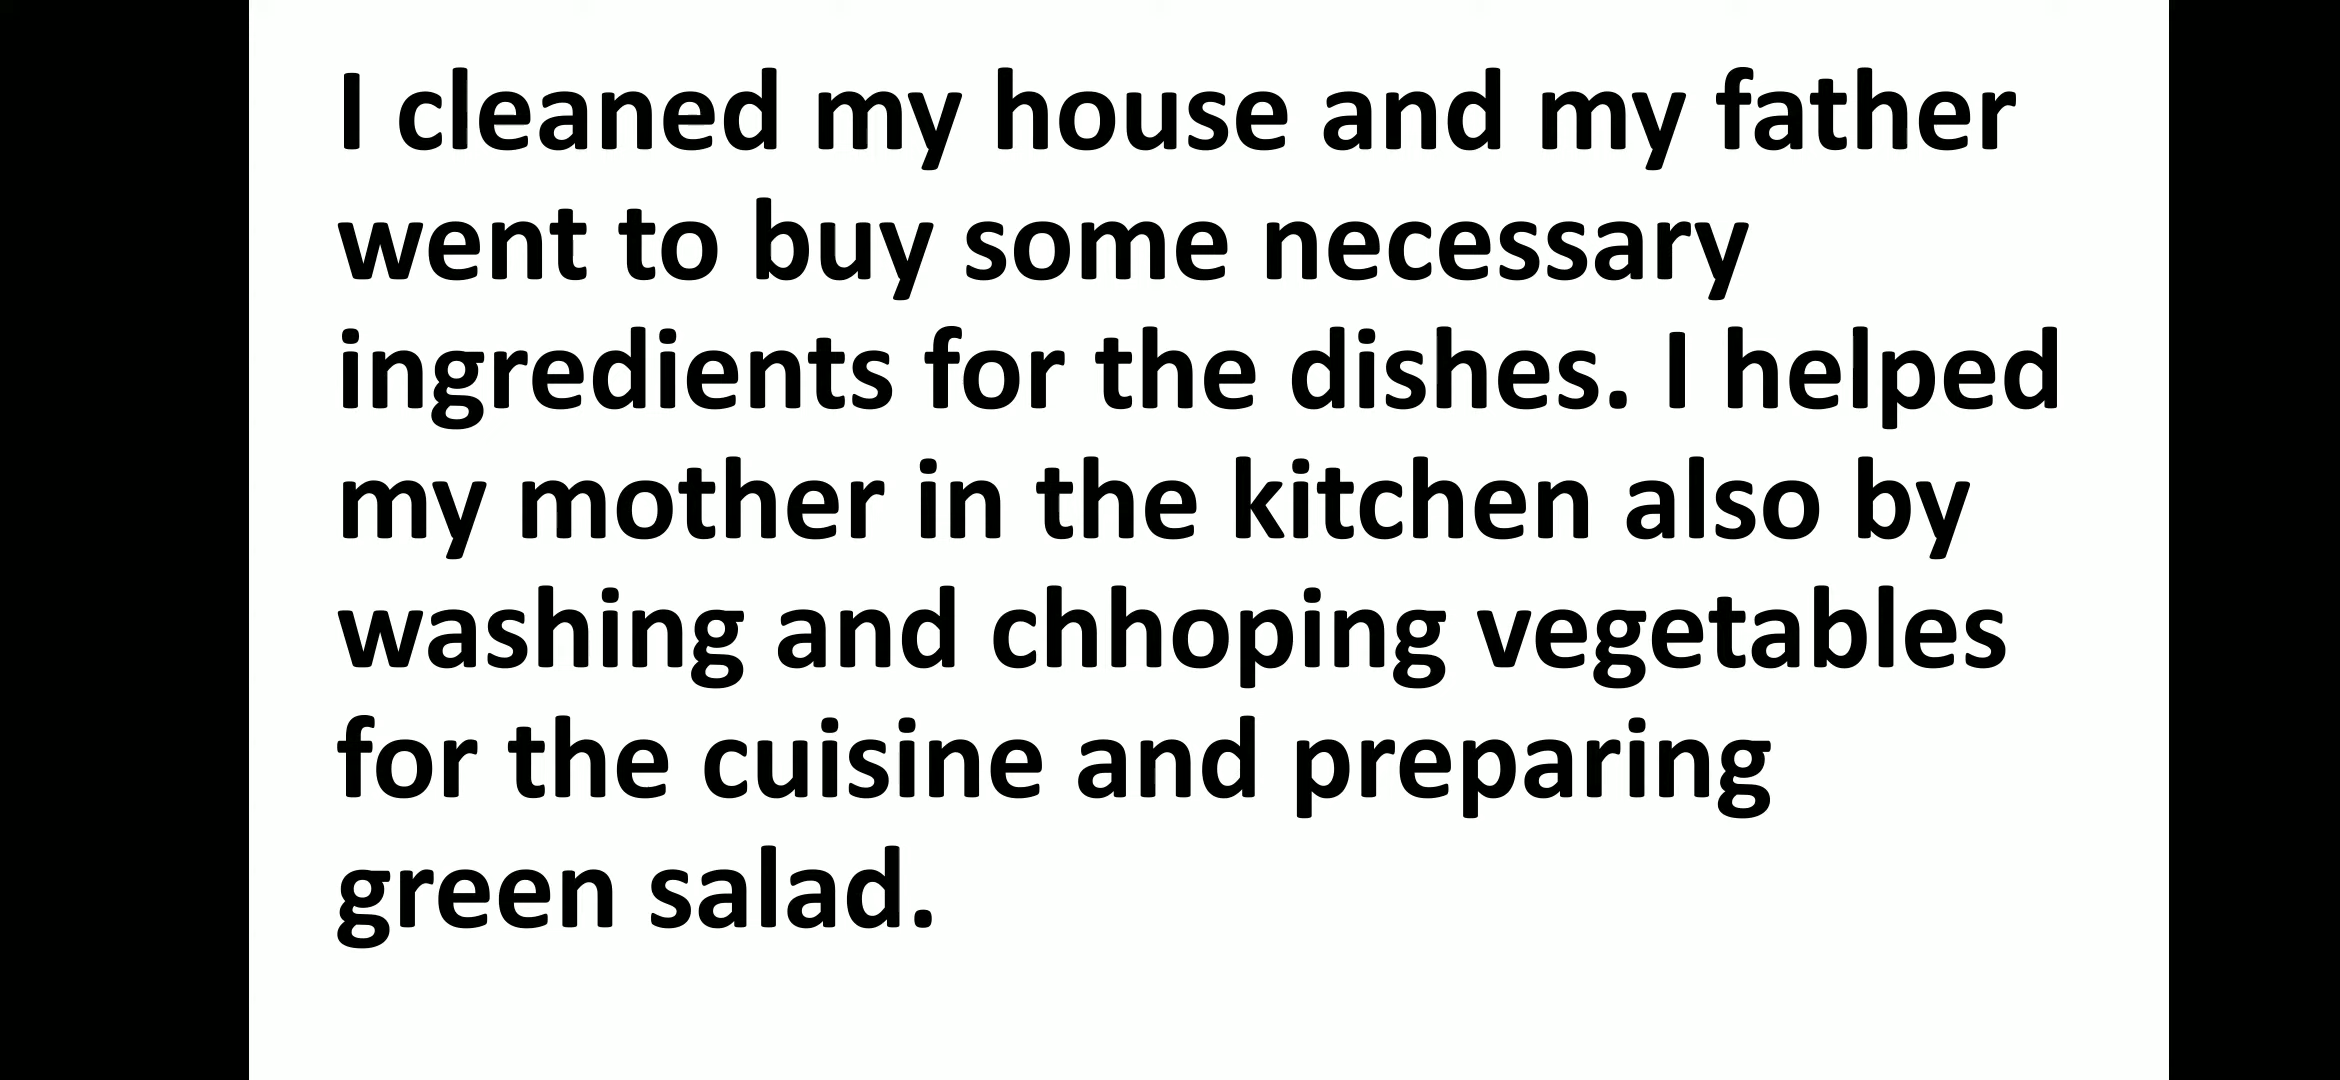 I cleaned my house and my father
went to buy some necessary
ingredients for the dishes. I helped
my mother in the kitchen also by
washing and chhoping vegetables
for the cuisine and preparing
green salad.